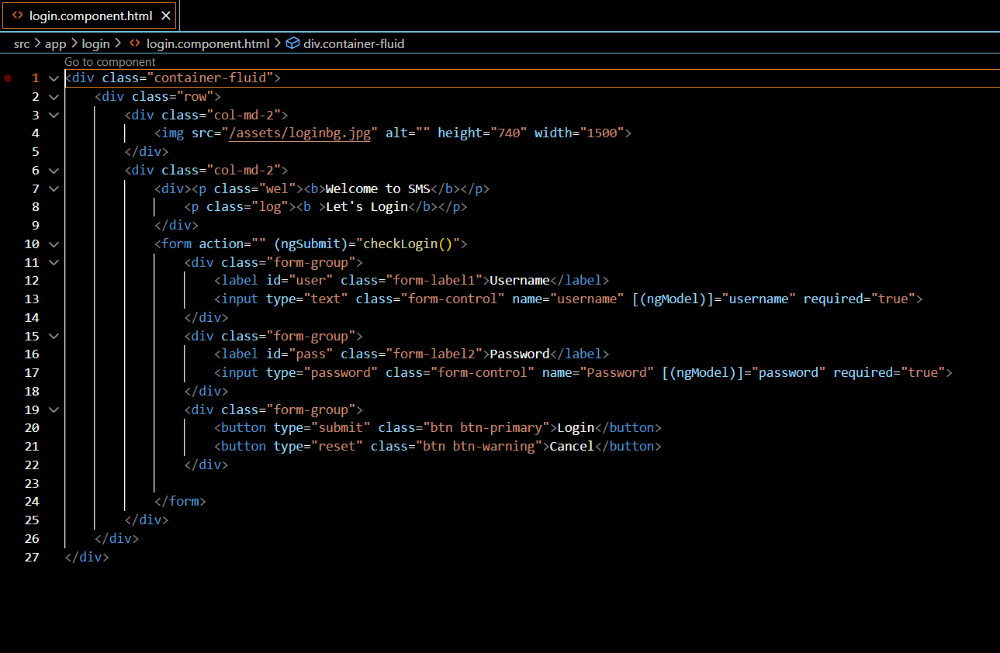 login.component.html
src > app > login > login.component.html > div.container-fluid
Go to component
1 <div class="container-fluid">
2     <div class="row">
3         <div class="col-md-2">
4             <img src="/assets/loginbg.jpg" alt="" height="740" width="1500">
5         </div>
6         <div class="col-md-2">
7             <div><p class="wel"><b>Welcome to SMS</b></p>
8                 <p class="log"><b >Let's Login</b></p>
9             </div>
10             <form action="" (ngSubmit)="checkLogin()">
11                 <div class="form-group">
12                     <label id="user" class="form-label1">Username</label>
13                     <input type="text" class="form-control" name="username" [(ngModel)]="username" required="true">
14                 </div>
15                 <div class="form-group">
16                     <label id="pass" class="form-label2">Password</label>
17                     <input type="password" class="form-control" name="Password" [(ngModel)]="password" required="true">
18                 </div>
19                 <div class="form-group">
20                     <button type="submit" class="btn btn-primary">Login</button>
21                     <button type="reset" class="btn btn-warning">Cancel</button>
22                 </div>
23
24             </form>
25         </div>
26     </div>
27 </div>